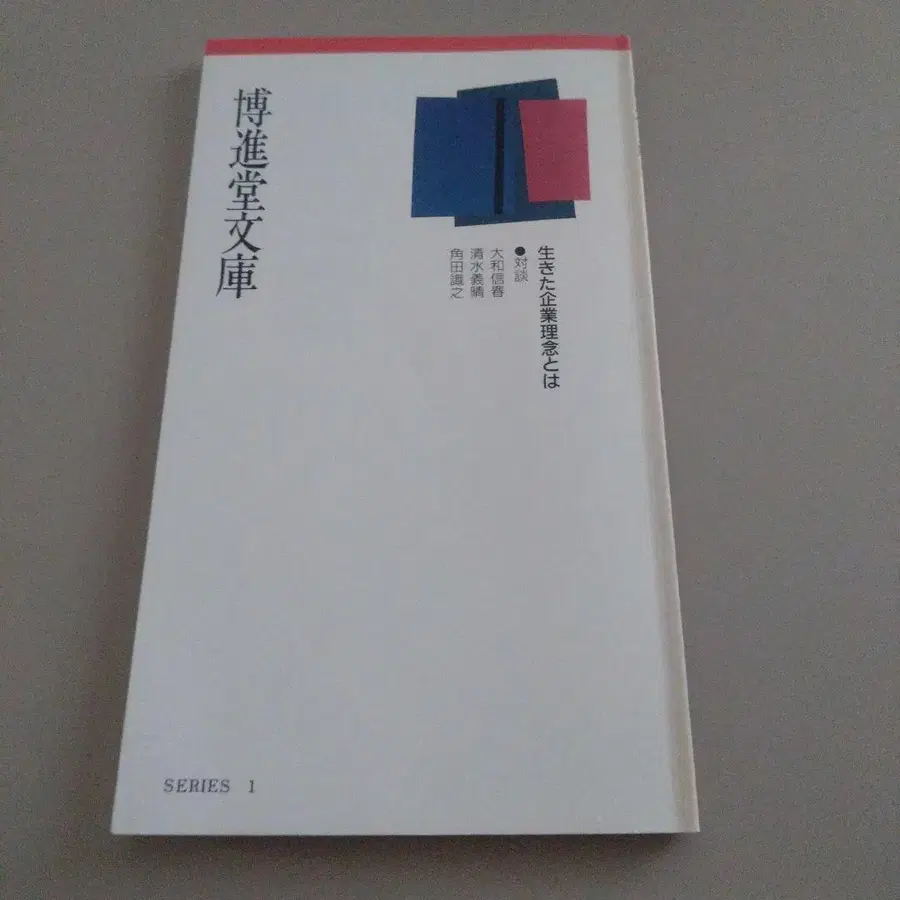 博進堂文庫
生きた企業理念とは
●対談
大和信春
清水義晴
角田識之
SERIES 1